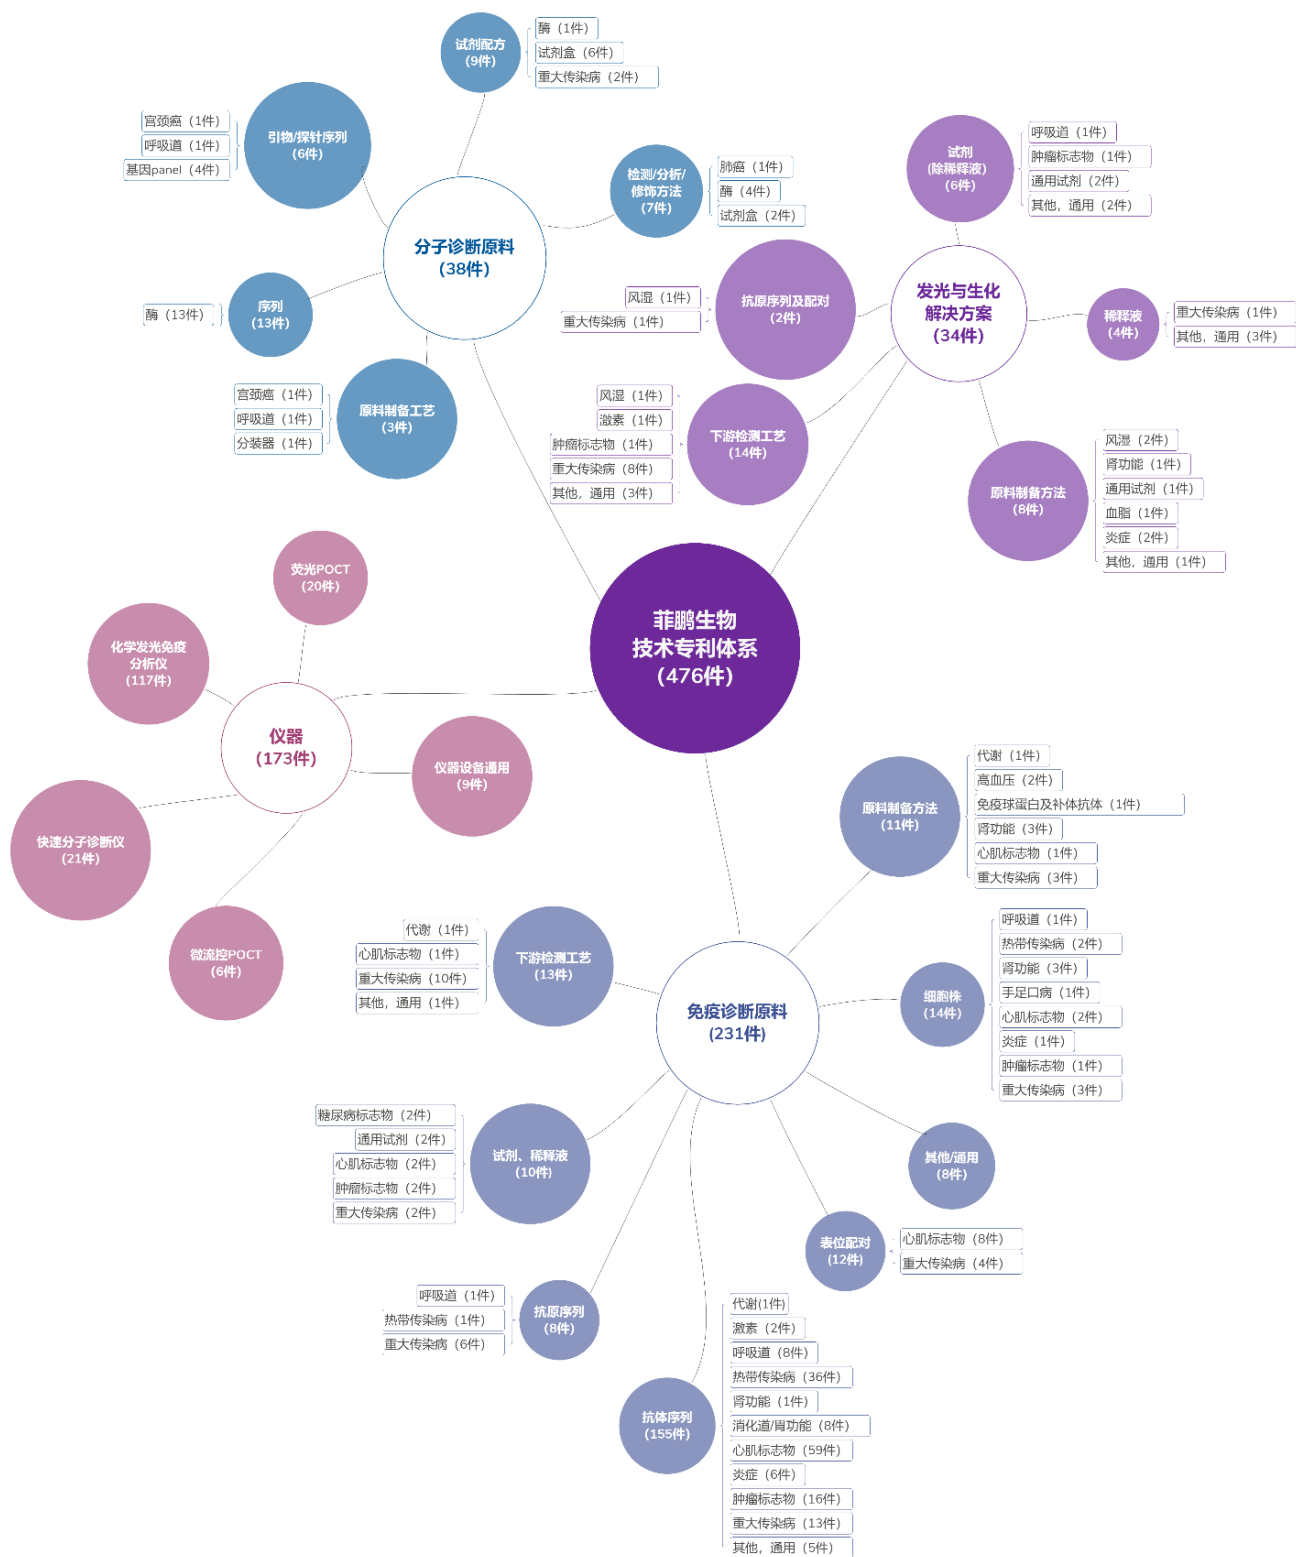 试剂配方
(9件)
酶（1件）
试剂盒（6件）
重大传染病（2件）
引物/探针序列
(6件)
宫颈癌（1件）
呼吸道（1件）
基因panel（4件）
检测/分析/
修饰方法
(7件)
肺癌（1件）
酶（4件）
试剂盒（2件）
分子诊断原料
(38件)
序列
(13件)
酶（13件）
原料制备工艺
(3件)
宫颈癌（1件）
呼吸道（1件）
分装器（1件）
试剂
(除稀释液)
(6件)
呼吸道（1件）
肿瘤标志物（1件）
通用试剂（2件）
其他，通用（2件）
抗原序列及配对
(2件)
风湿（1件）
重大传染病（1件）
发光与生化
解决方案
(34件)
稀释液
(4件)
重大传染病（1件）
其他，通用（3件）
下游检测工艺
(14件)
风湿（1件）
激素（1件）
肿瘤标志物（1件）
重大传染病（8件）
其他，通用（3件）
原料制备方法
(8件)
风湿（2件）
肾功能（1件）
通用试剂（1件）
血脂（1件）
炎症（2件）
其他，通用（1件）
菲鹏生物
技术专利体系
(476件)
荧光POCT
(20件)
化学发光免疫
分析仪
(117件)
仪器
(173件)
仪器设备通用
(9件)
快速分子诊断仪
(21件)
微流控POCT
(6件)
原料制备方法
(11件)
代谢（1件）
高血压（2件）
免疫球蛋白及补体抗体（1件）
肾功能（3件）
心肌标志物（1件）
重大传染病（3件）
下游检测工艺
(13件)
代谢（1件）
心肌标志物（1件）
重大传染病（10件）
其他，通用（1件）
免疫诊断原料
(231件)
细胞株
(14件)
呼吸道（1件）
热带传染病（2件）
肾功能（3件）
手足口病（1件）
心肌标志物（2件）
炎症（1件）
肿瘤标志物（1件）
重大传染病（3件）
试剂、稀释液
(10件)
糖尿病标志物（2件）
通用试剂（2件）
心肌标志物（2件）
肿瘤标志物（2件）
重大传染病（2件）
其他/通用
(8件)
表位配对
(12件)
心肌标志物（8件）
重大传染病（4件）
抗原序列
(8件)
呼吸道（1件）
热带传染病（1件）
重大传染病（6件）
抗体序列
(155件)
代谢(1件)
激素（2件）
呼吸道（8件）
热带传染病（36件）
肾功能（1件）
消化道/胃功能（8件）
心肌标志物（59件）
炎症（6件）
肿瘤标志物（16件）
重大传染病（13件）
其他，通用（5件）